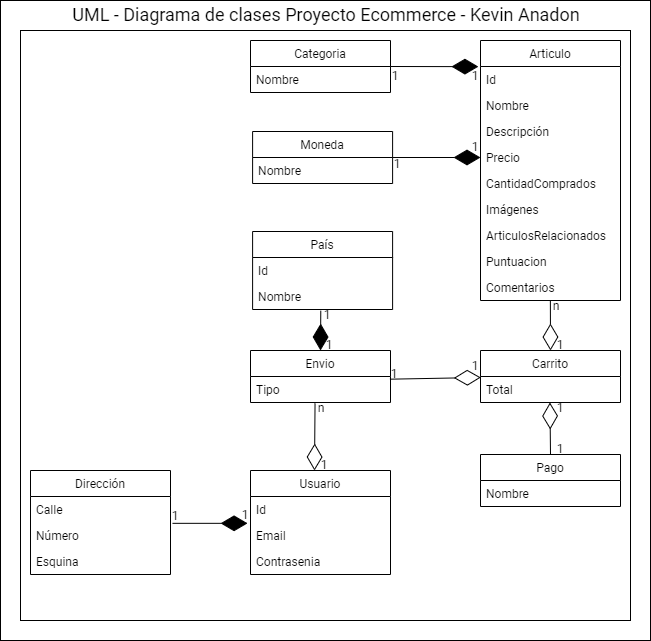 UML - Diagrama de clases Proyecto Ecommerce - Kevin Anadon
Categoria
Nombre
1
1
Articulo
Id
Nombre
Descripción
Precio
CantidadComprados
Imágenes
ArticulosRelacionados
Puntuacion
Comentarios
Moneda
Nombre
1
1
País
Id
Nombre
1
1
n
1
Envio
Tipo
1
1
Carrito
Total
n
1
1
1
Pago
Nombre
Dirección
Calle
Número
Esquina
1
1
Usuario
Id
Email
Contrasenia